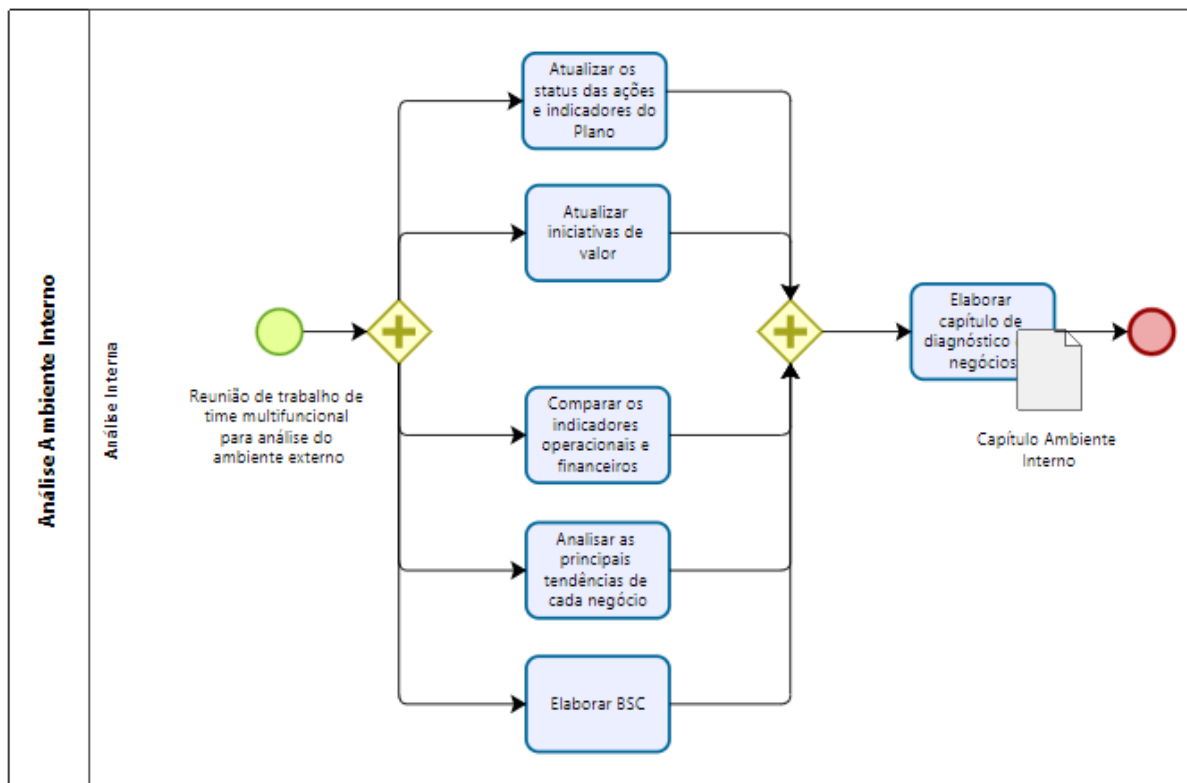 Análise Ambiente Interno
Análise Interna
Reunião de trabalho de
time multifuncional
para análise do
ambiente externo
Atualizar os
status das ações
e indicadores do
Plano
Atualizar
iniciativas de
valor
Comparar os
indicadores
operacionais e
financeiros
Analisar as
principais
tendências de
cada negócio
Elaborar BSC
Elaborar
capítulo de
diagnóstico
negócios
Capítulo Ambiente
Interno